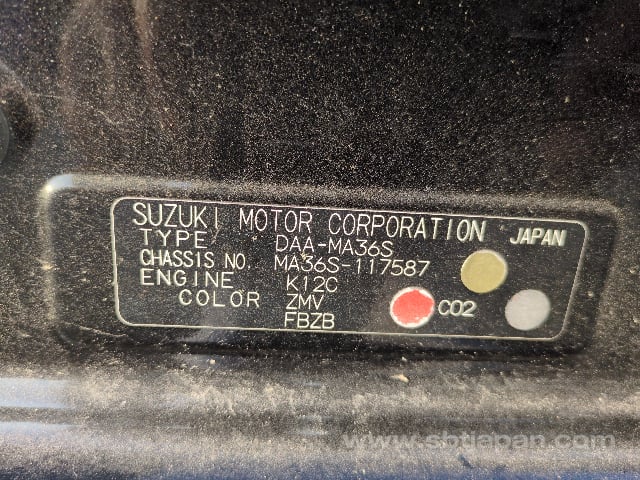 SUZUKI MOTOR CORPORATION JAPAN
TYPE DAA-MA36S
CHASSIS NO. MA36S-117587
ENGINE K12C
COLOR ZMV
FBZB
CO2
www.sbtjapan.com